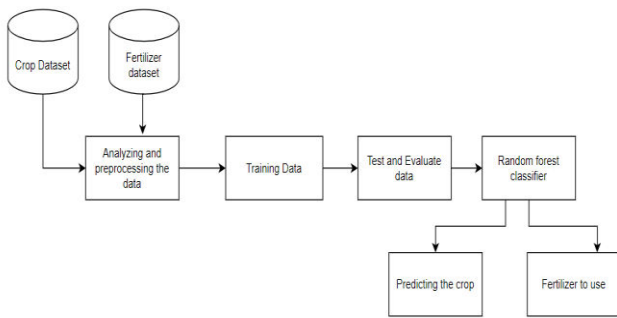 Crop Dataset
Fertilizer
dataset
Analyzing and
preprocessing the
data
Training Data
Test and Evaluate
data
Random forest
classifier
Predicting the crop
Fertilizer to use